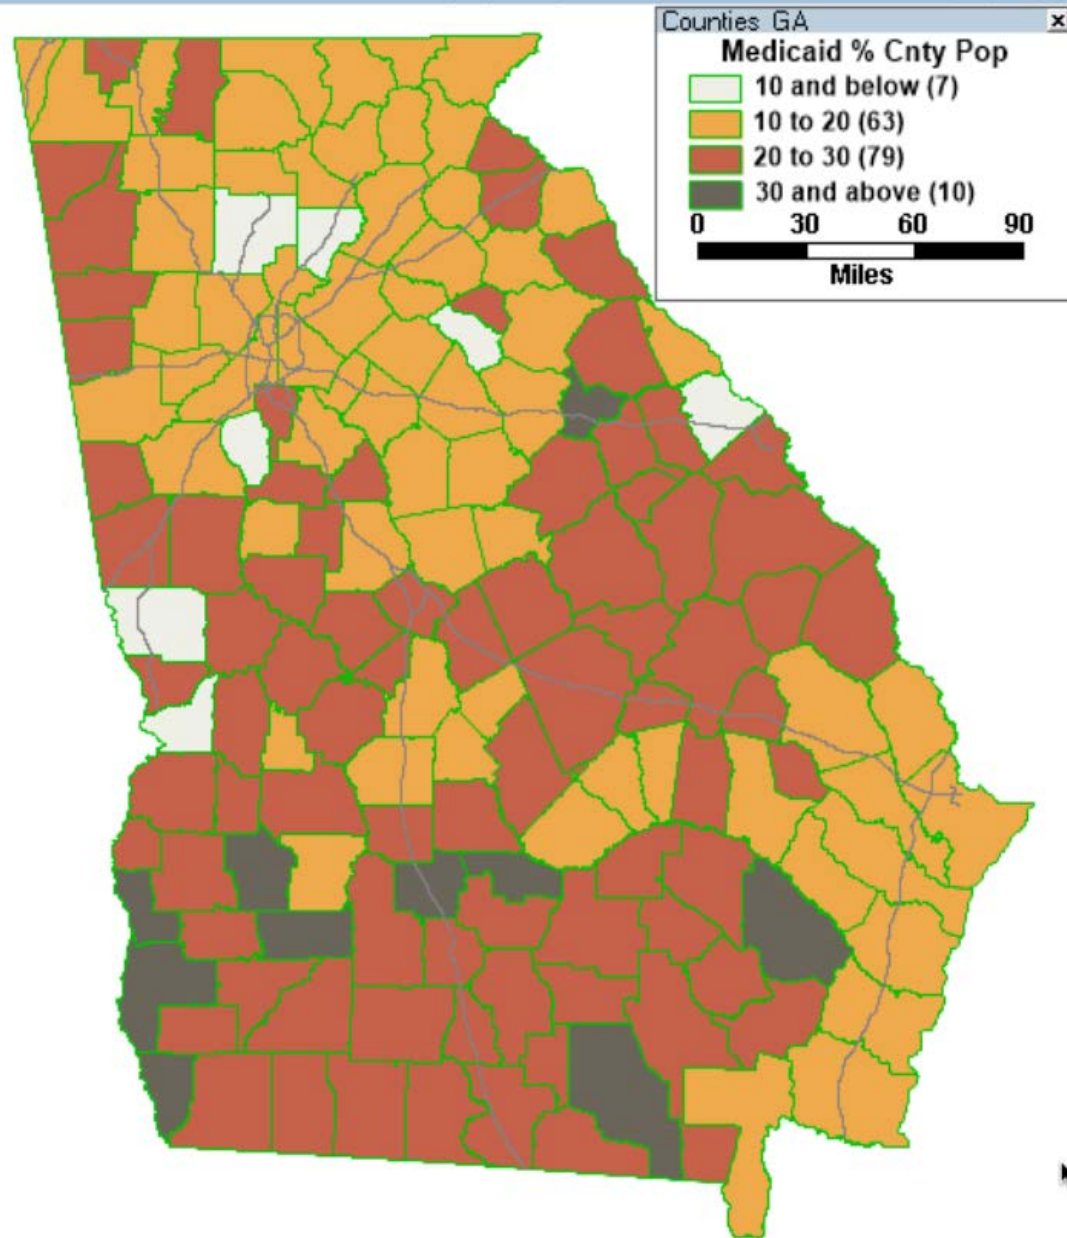 Counties GA x
Medicaid % Cnty Pop
10 and below (7)
10 to 20 (63)
20 to 30 (79)
30 and above (10)
0 30 60 90
Miles